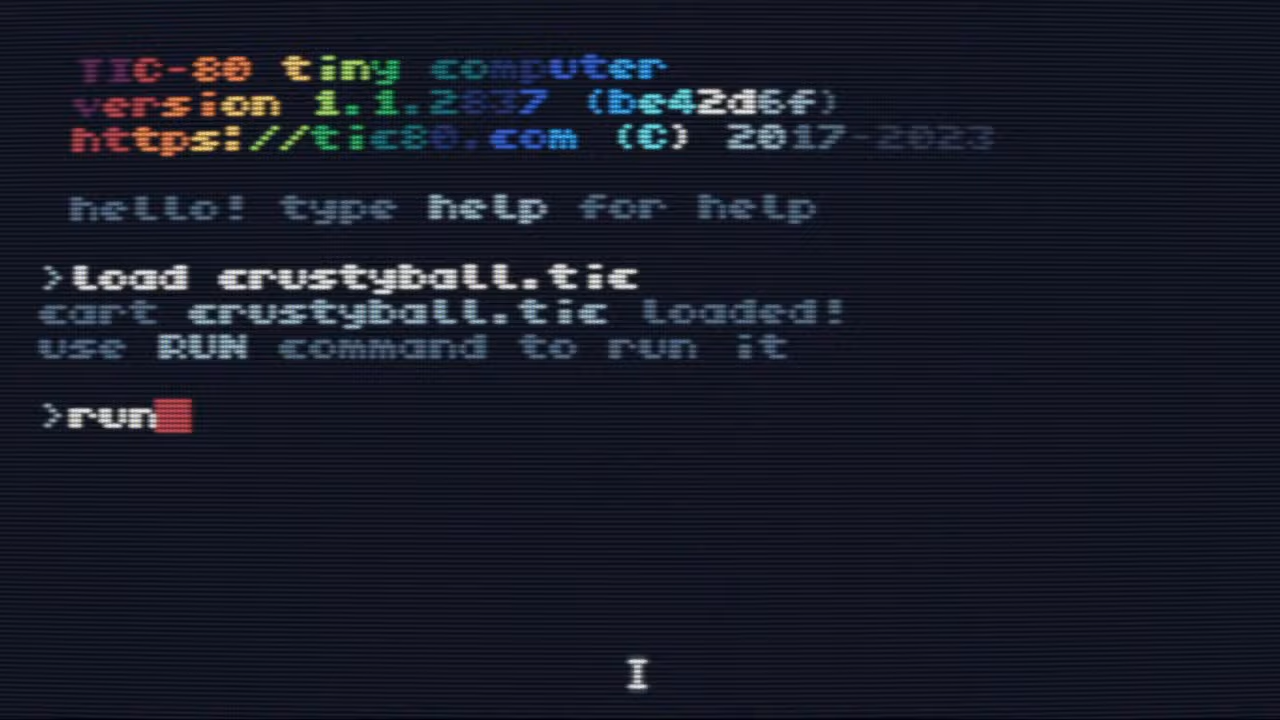 TIC-80 tiny computer
version 1.1.2837 (be42d6f)
https://tic80.com (C) 2017-2023
hello! type help for help
>load crustyball.tic
cart crustyball.tic loaded!
use RUN command to run it
>run